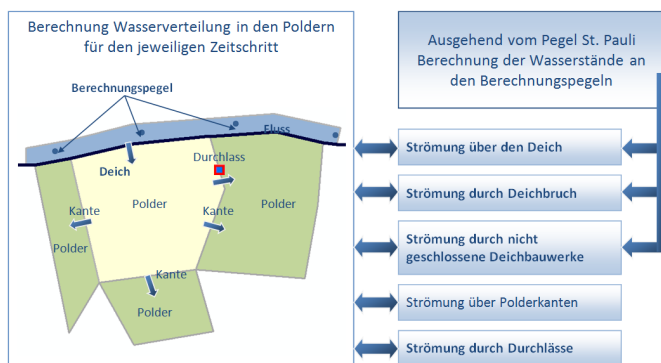 Berechnung Wasserverteilung in den Poldern
für den jeweiligen Zeitschritt
Berechnungspegel
Fluss
Deich
Durchlass
Polder
Kante
Kante
Polder
Polder
Kante
Polder
Ausgehend vom Pegel St. Pauli
Berechnung der Wasserstände an
den Berechnungspegeln
Strömung über den Deich
Strömung durch Deichbruch
Strömung durch nicht
geschlossene Deichbauwerke
Strömung über Polderkanten
Strömung durch Durchlässe